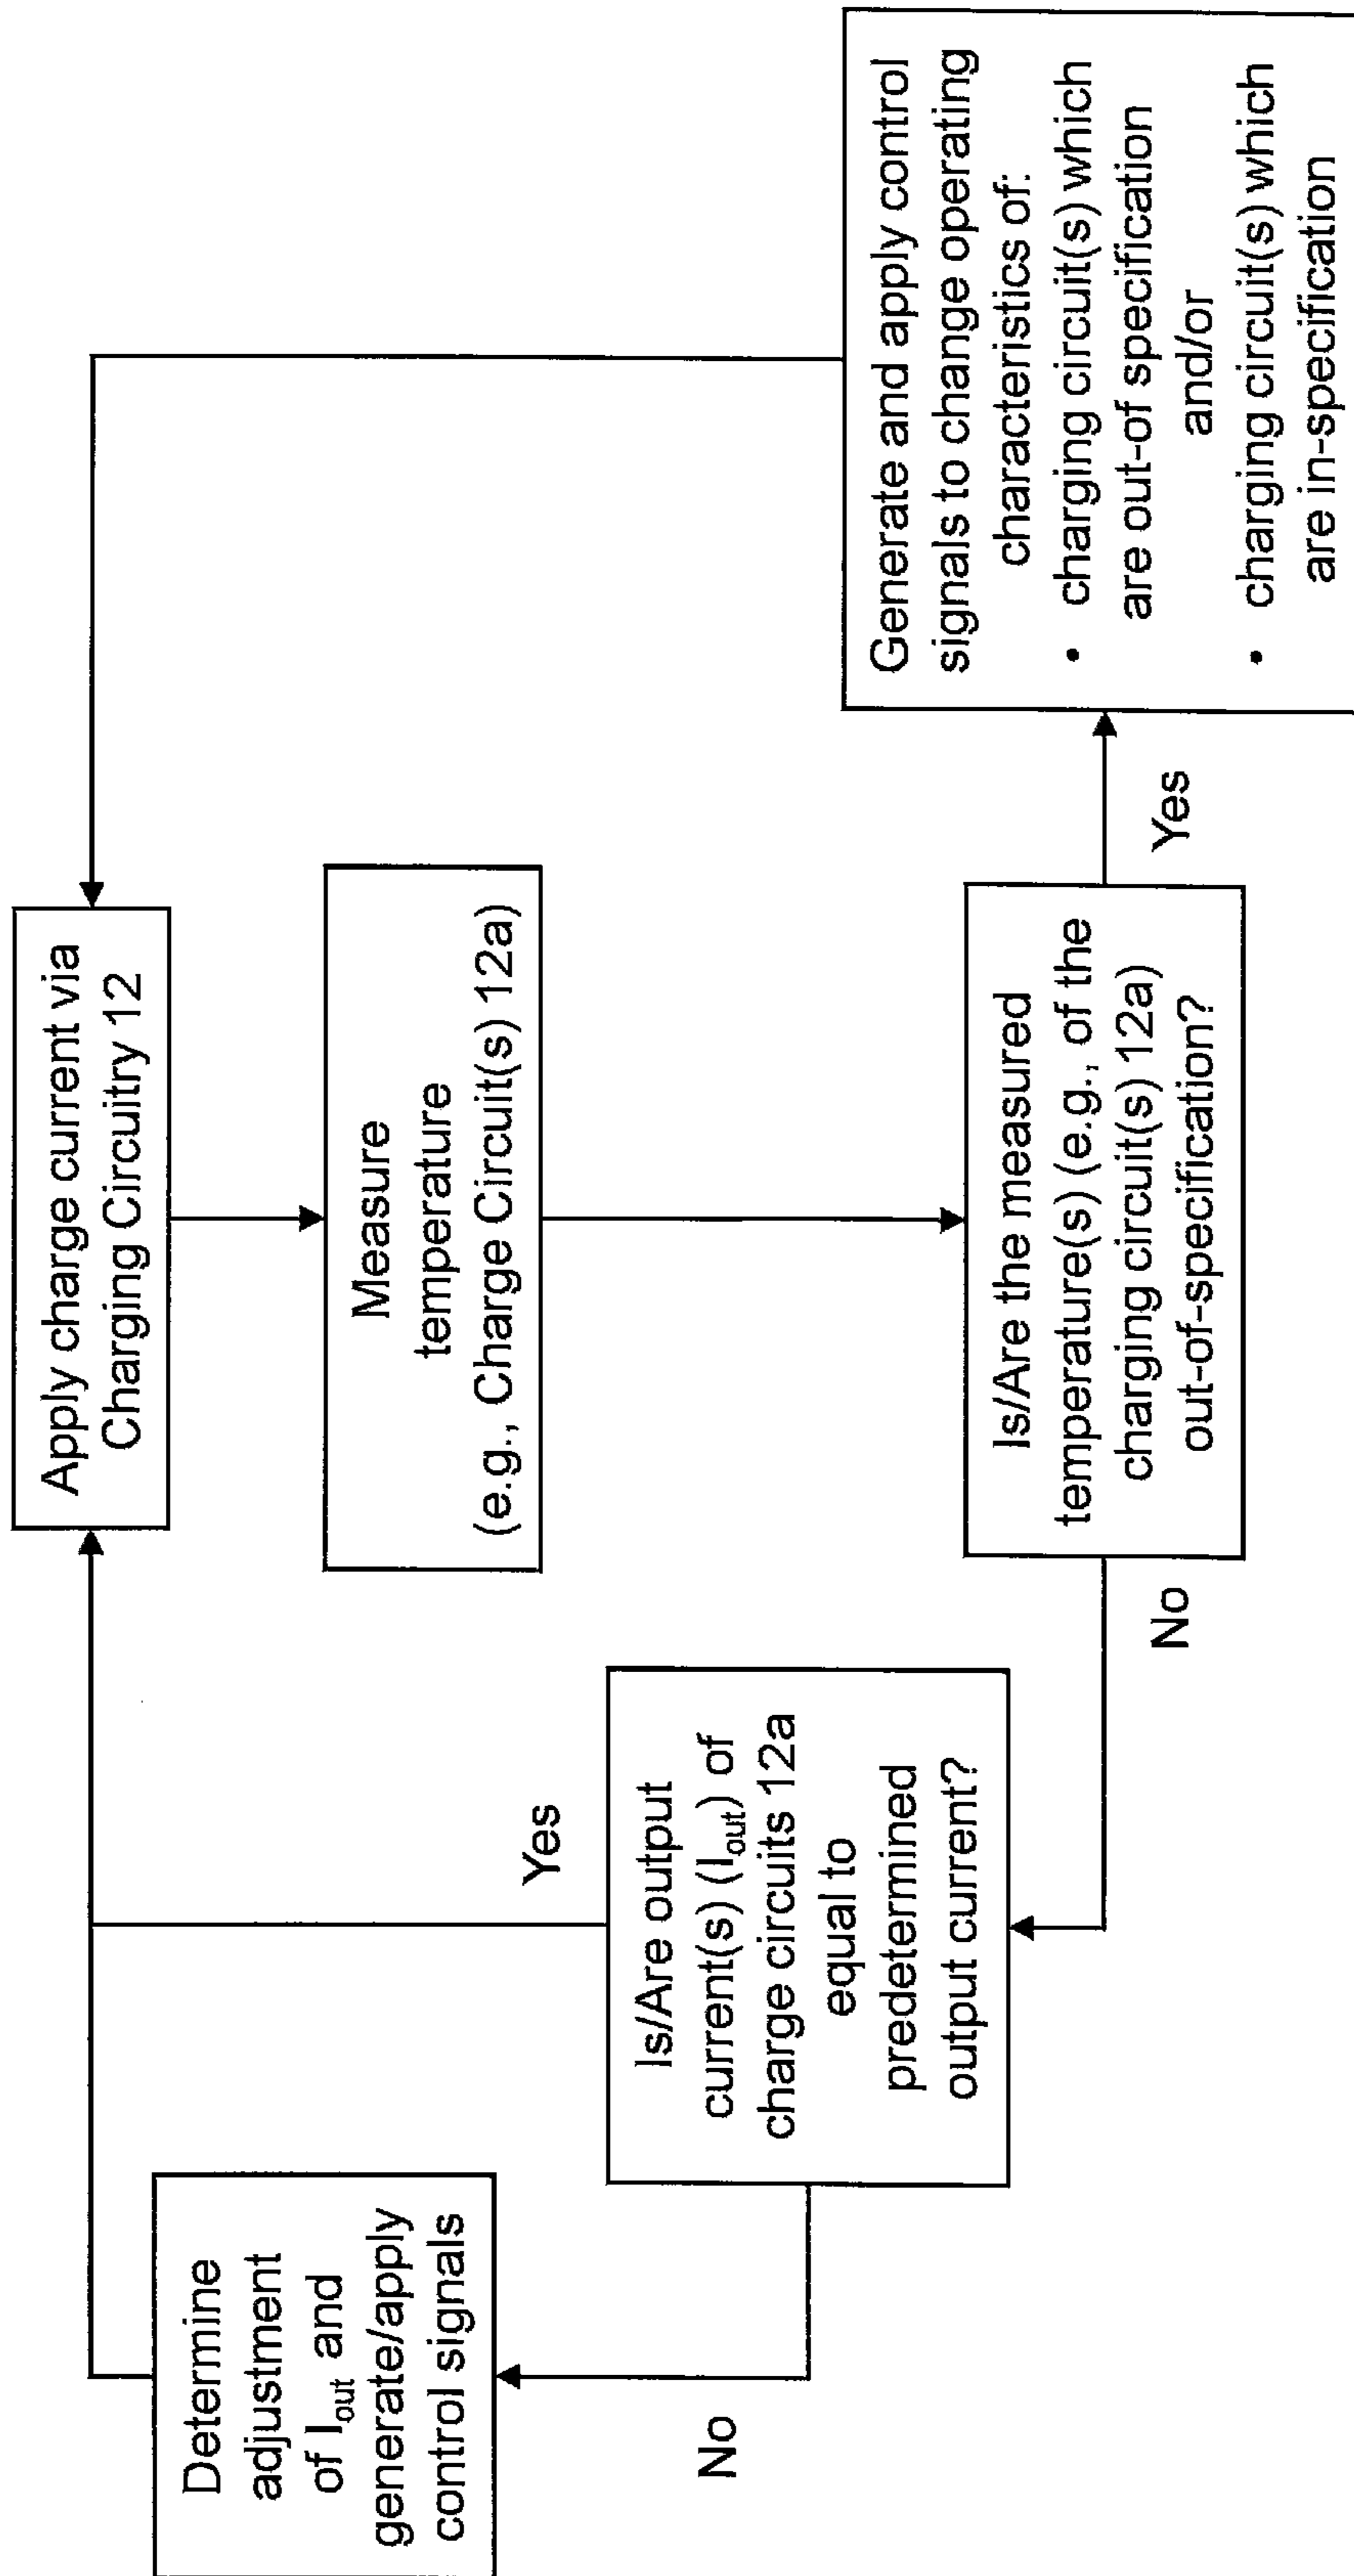 Apply charge current via
Charging Circuitry 12
Measure
temperature
(e.g., Charge Circuit(s) 12a)
Is/Are the measured
temperature(s) (e.g., of the
charging circuit(s) 12a)
out-of-specification?
Yes
Generate and apply control
signals to change operating
characteristics of:
• charging circuit(s) which
are out-of specification
and/or
• charging circuit(s) which
are in-specification
No
Is/Are output
current(s) (Iout) of
charge circuits 12a
equal to
predetermined
output current?
Yes
No
Determine
adjustment
of Iout and
generate/apply
control signals